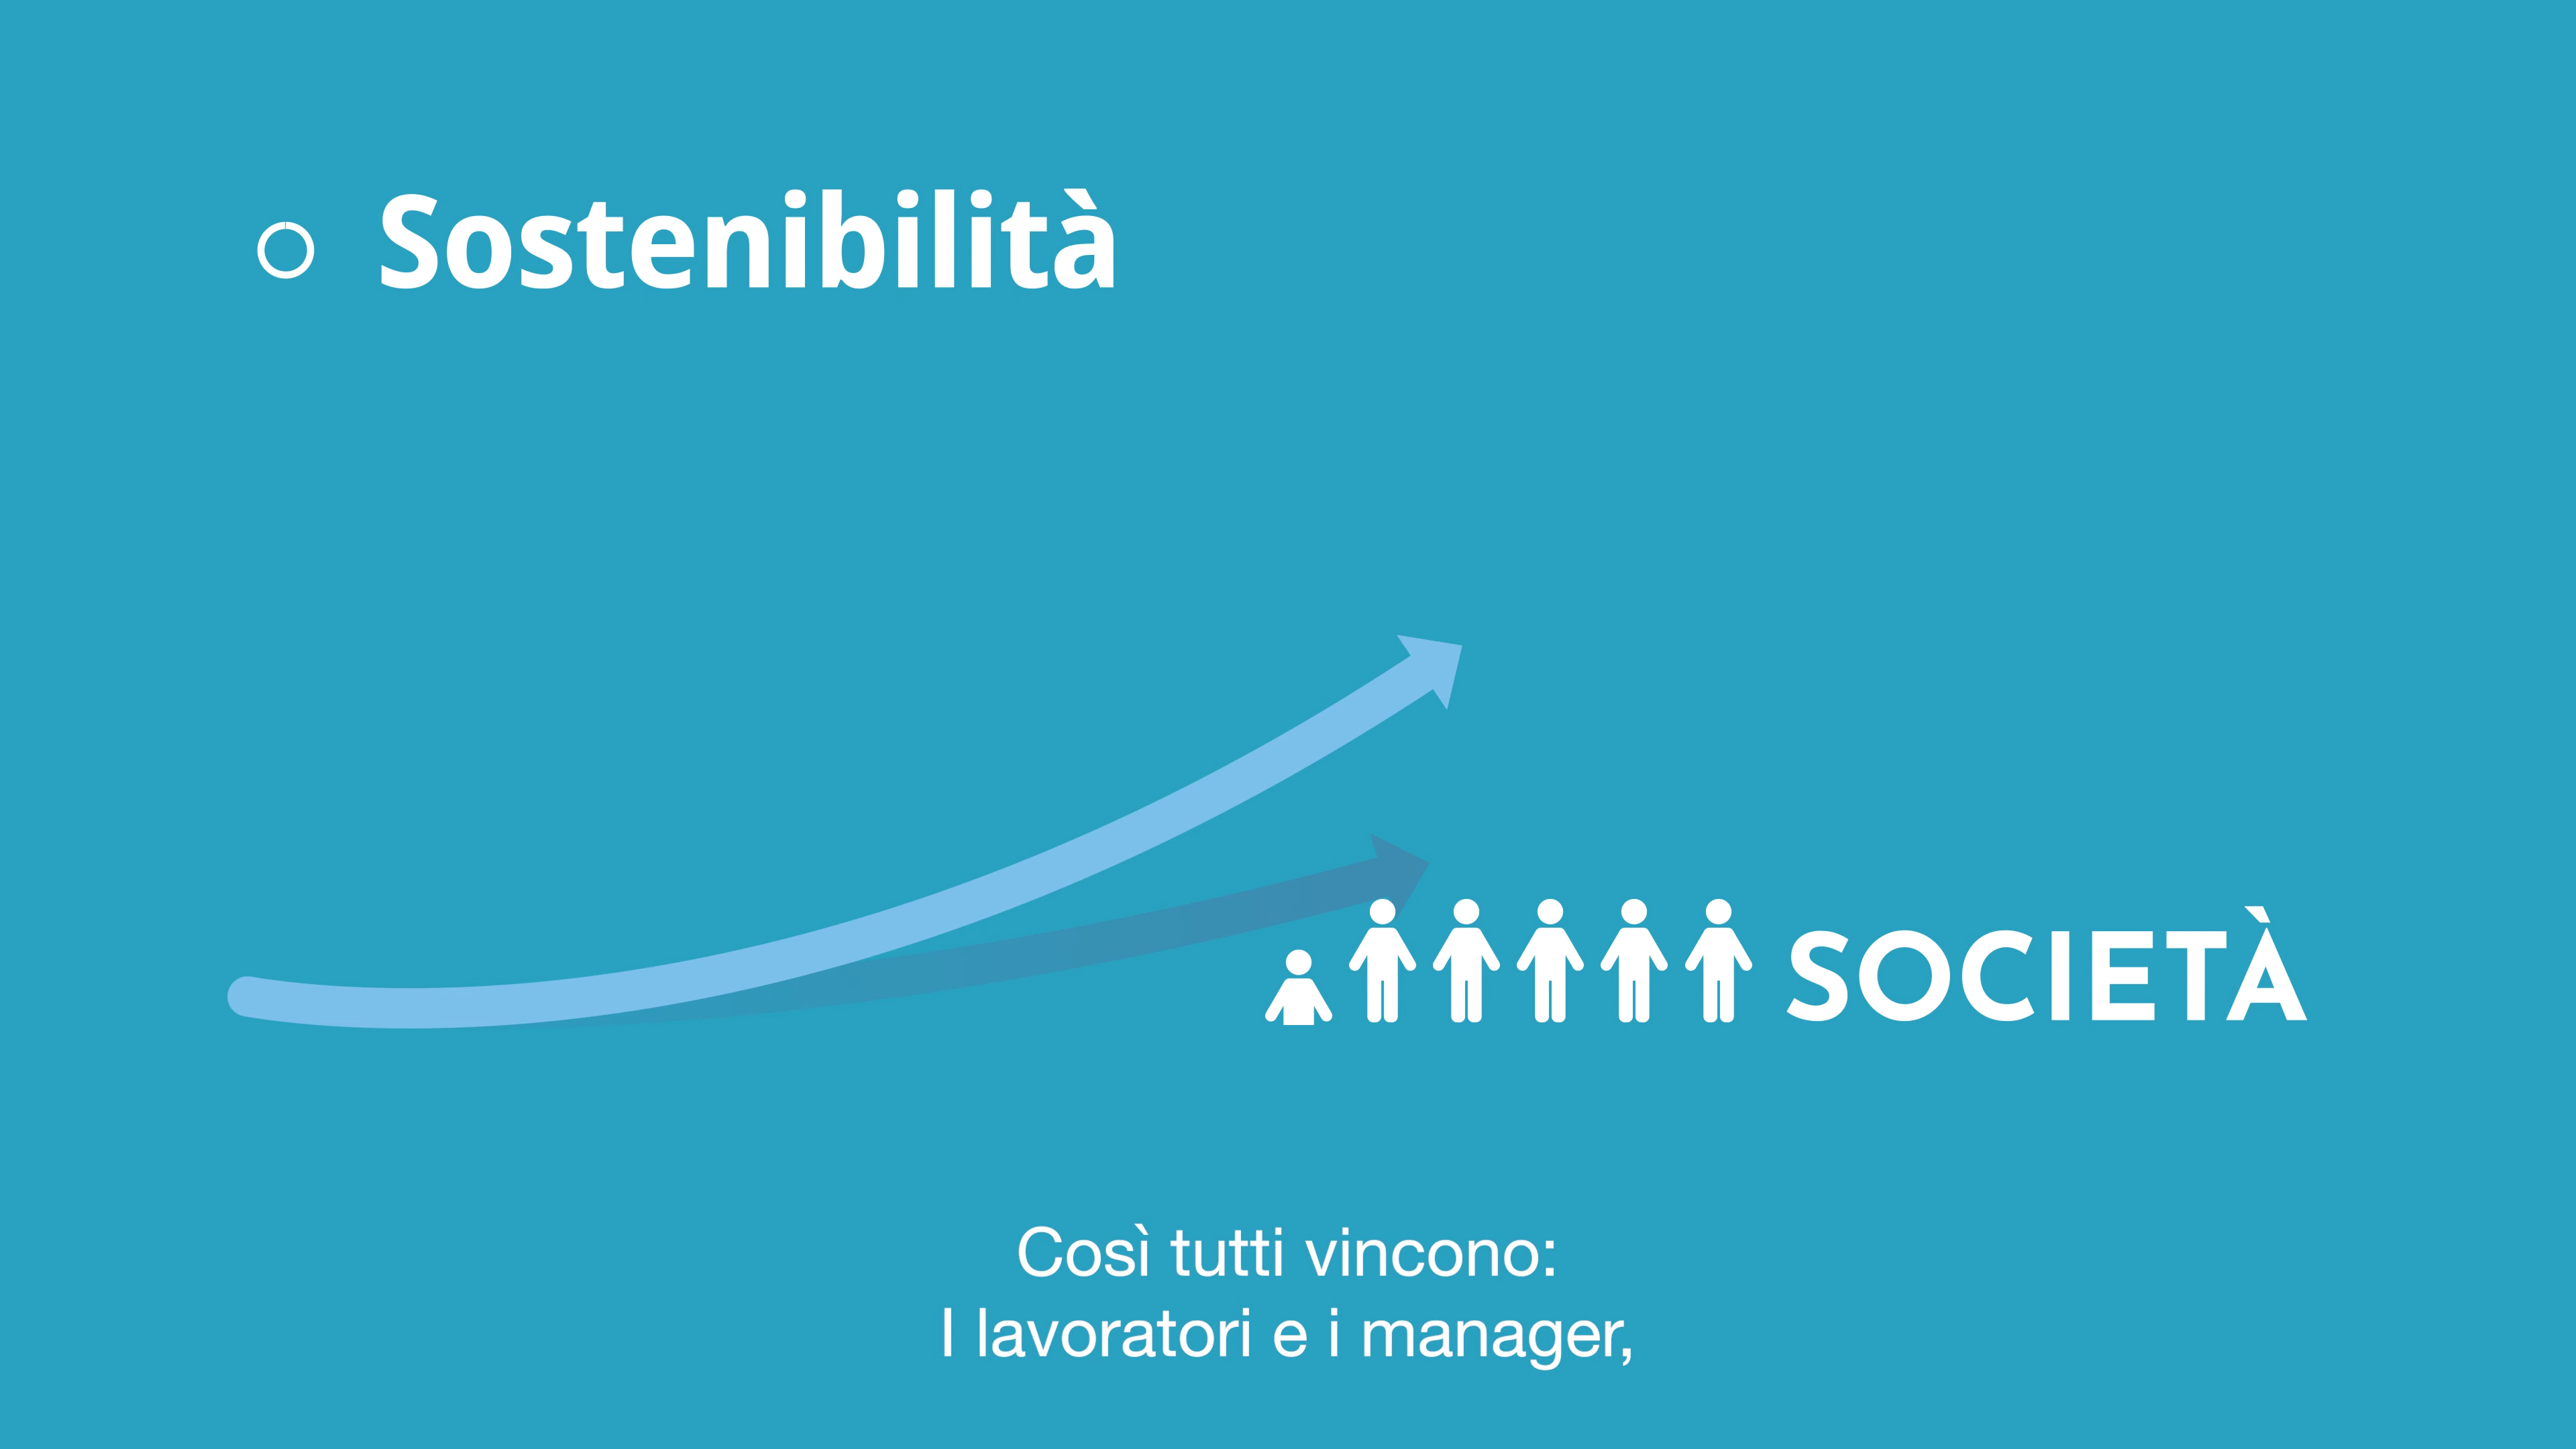 Sostenibilità
SOCIETÀ
Così tutti vincono:
I lavoratori e i manager,